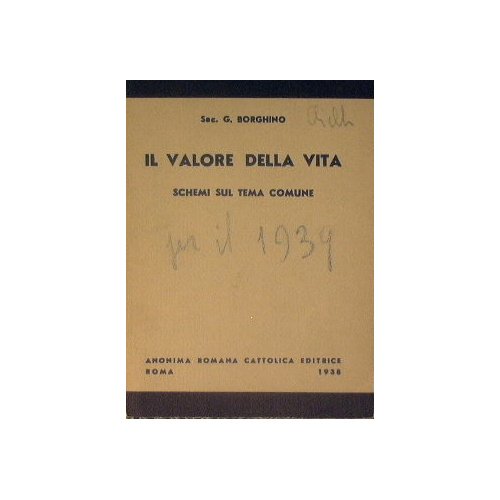 Sac. G. BORGHINO
IL VALORE DELLA VITA
SCHEMI SUL TEMA COMUNE
per il 1939
ANONIMA ROMANA CATTOLICA EDITRICE
ROMA 1938